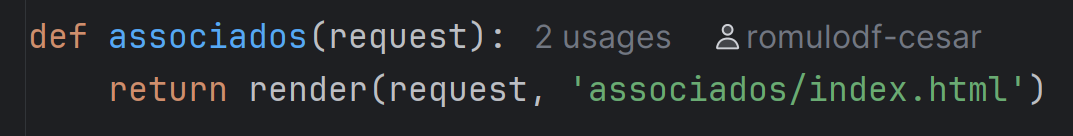 def associados(request): 2 usages romulodf-cesar
return render(request, 'associados/index.html')